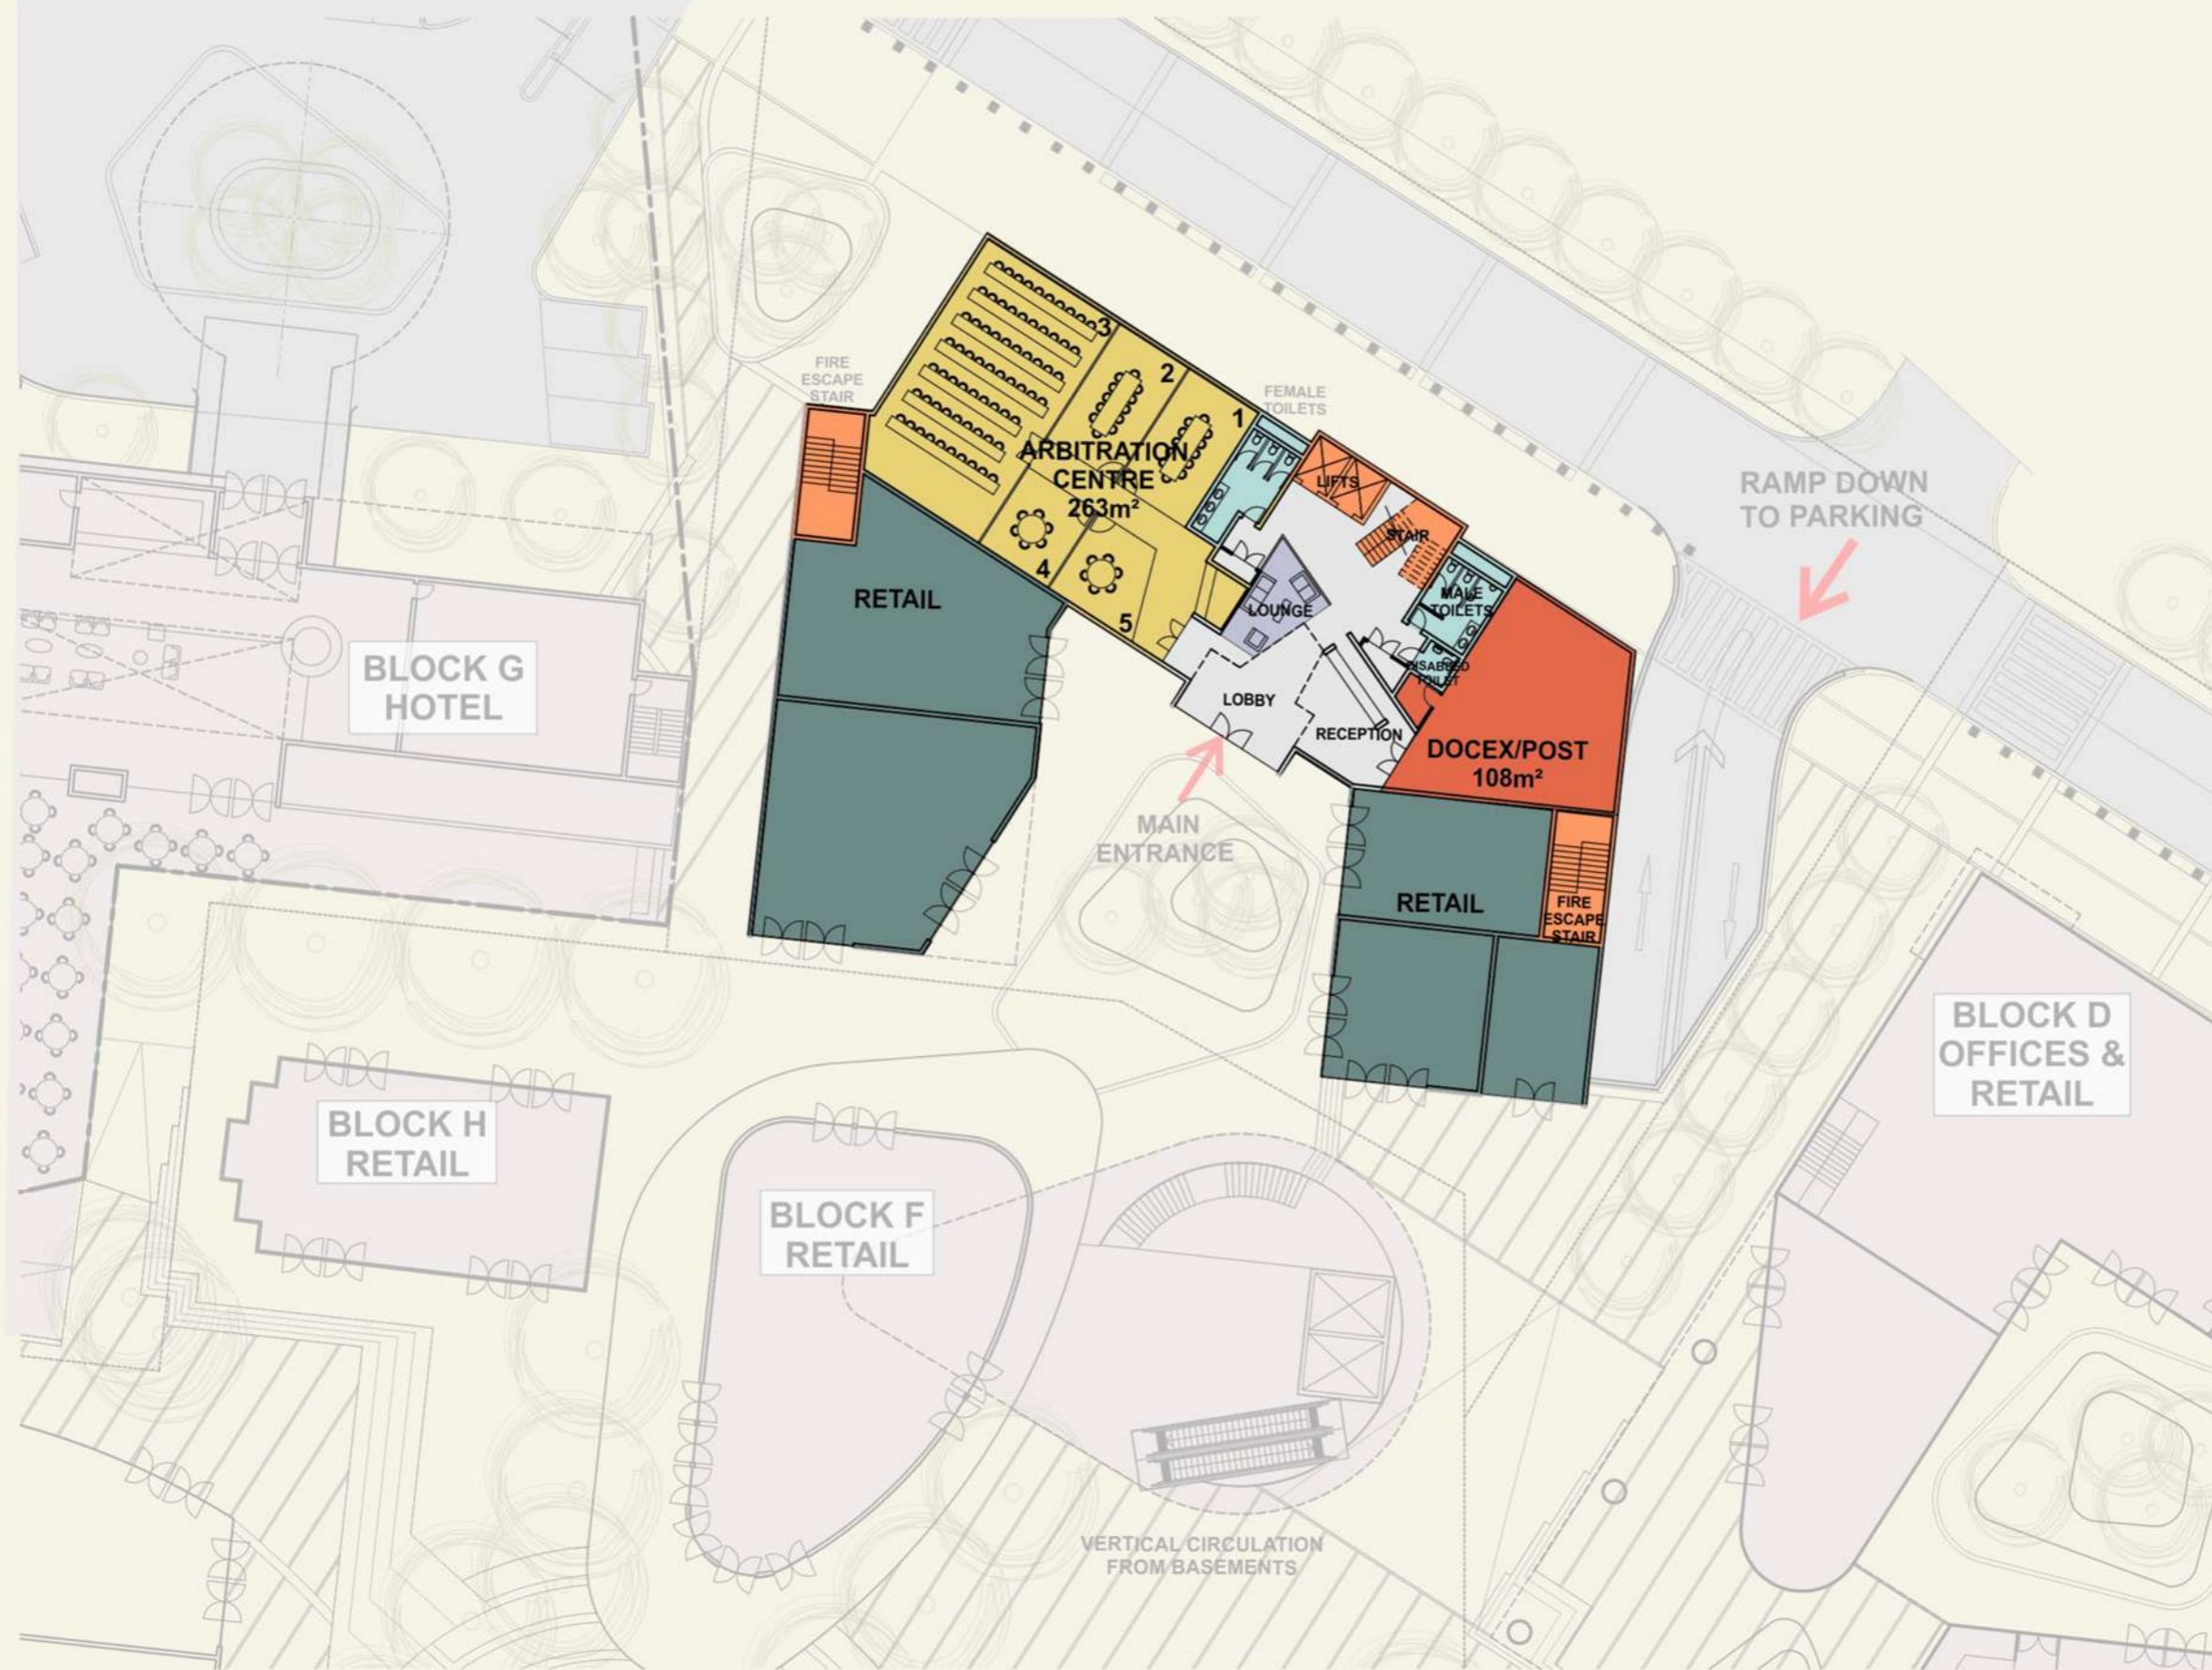 FIRE
ESCAPE
STAIR
3
2
1
FEMALE
TOILETS
ARBITRATION
CENTRE
263m²
4
5
LIFTS
STAIR
RAMP DOWN
TO PARKING
MALE
TOILETS
RETAIL
LOUNGE
DISABLED
TOILET
BLOCK G
HOTEL
LOBBY
RECEPTION
DOCEX/POST
108m²
MAIN
ENTRANCE
RETAIL
FIRE
ESCAPE
STAIR
BLOCK D
OFFICES &
RETAIL
BLOCK H
RETAIL
BLOCK F
RETAIL
VERTICAL CIRCULATION
FROM BASEMENTS